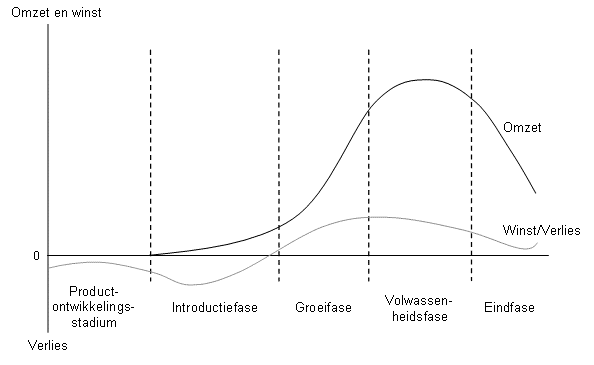 Omzet en winst
Omzet
Winst/Verlies
0
Product-
ontwikkelings-
stadium
Introductiefase
Groeifase
Volwassen-
heidsfase
Eindfase
Verlies